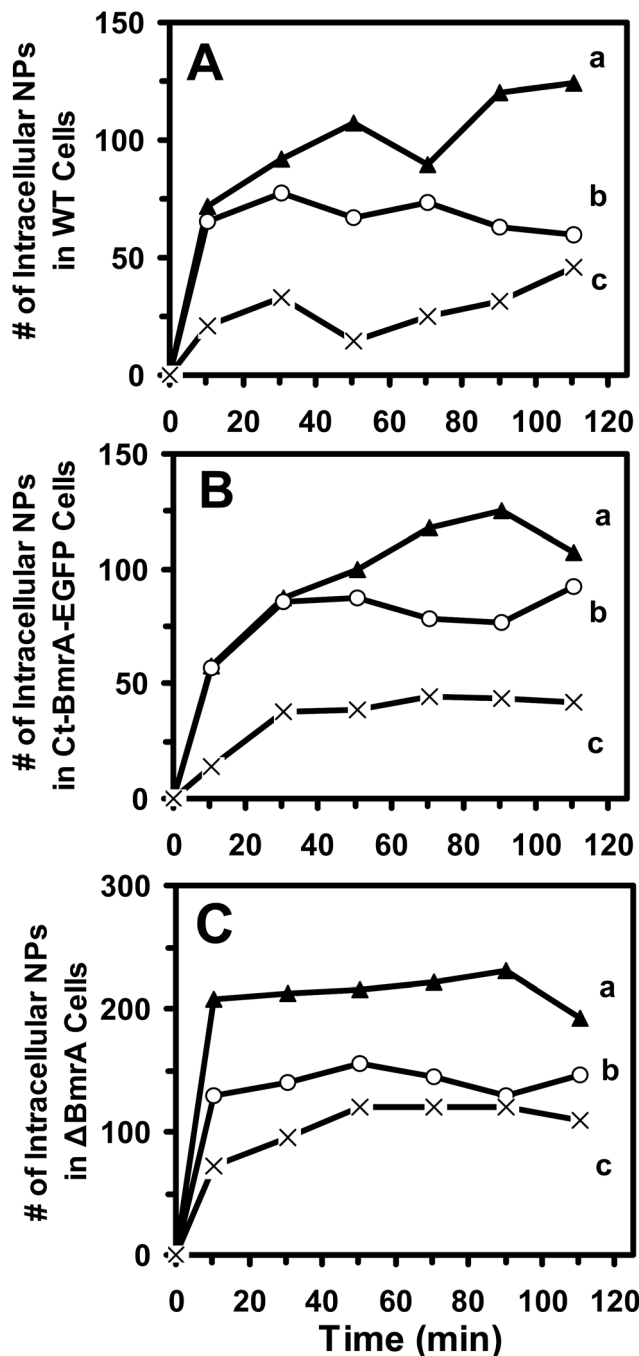 # of Intracellular NPs
in WT Cells
150
100
50
0
A
a
b
c
0 20 40 60 80 100 120
# of Intracellular NPs
in Ct-BmrA-EGFP Cells
150
100
50
0
B
a
b
c
0 20 40 60 80 100 120
# of Intracellular NPs
in ΔBmrA Cells
300
200
100
0
C
a
b
c
0 20 40 60 80 100 120
Time (min)